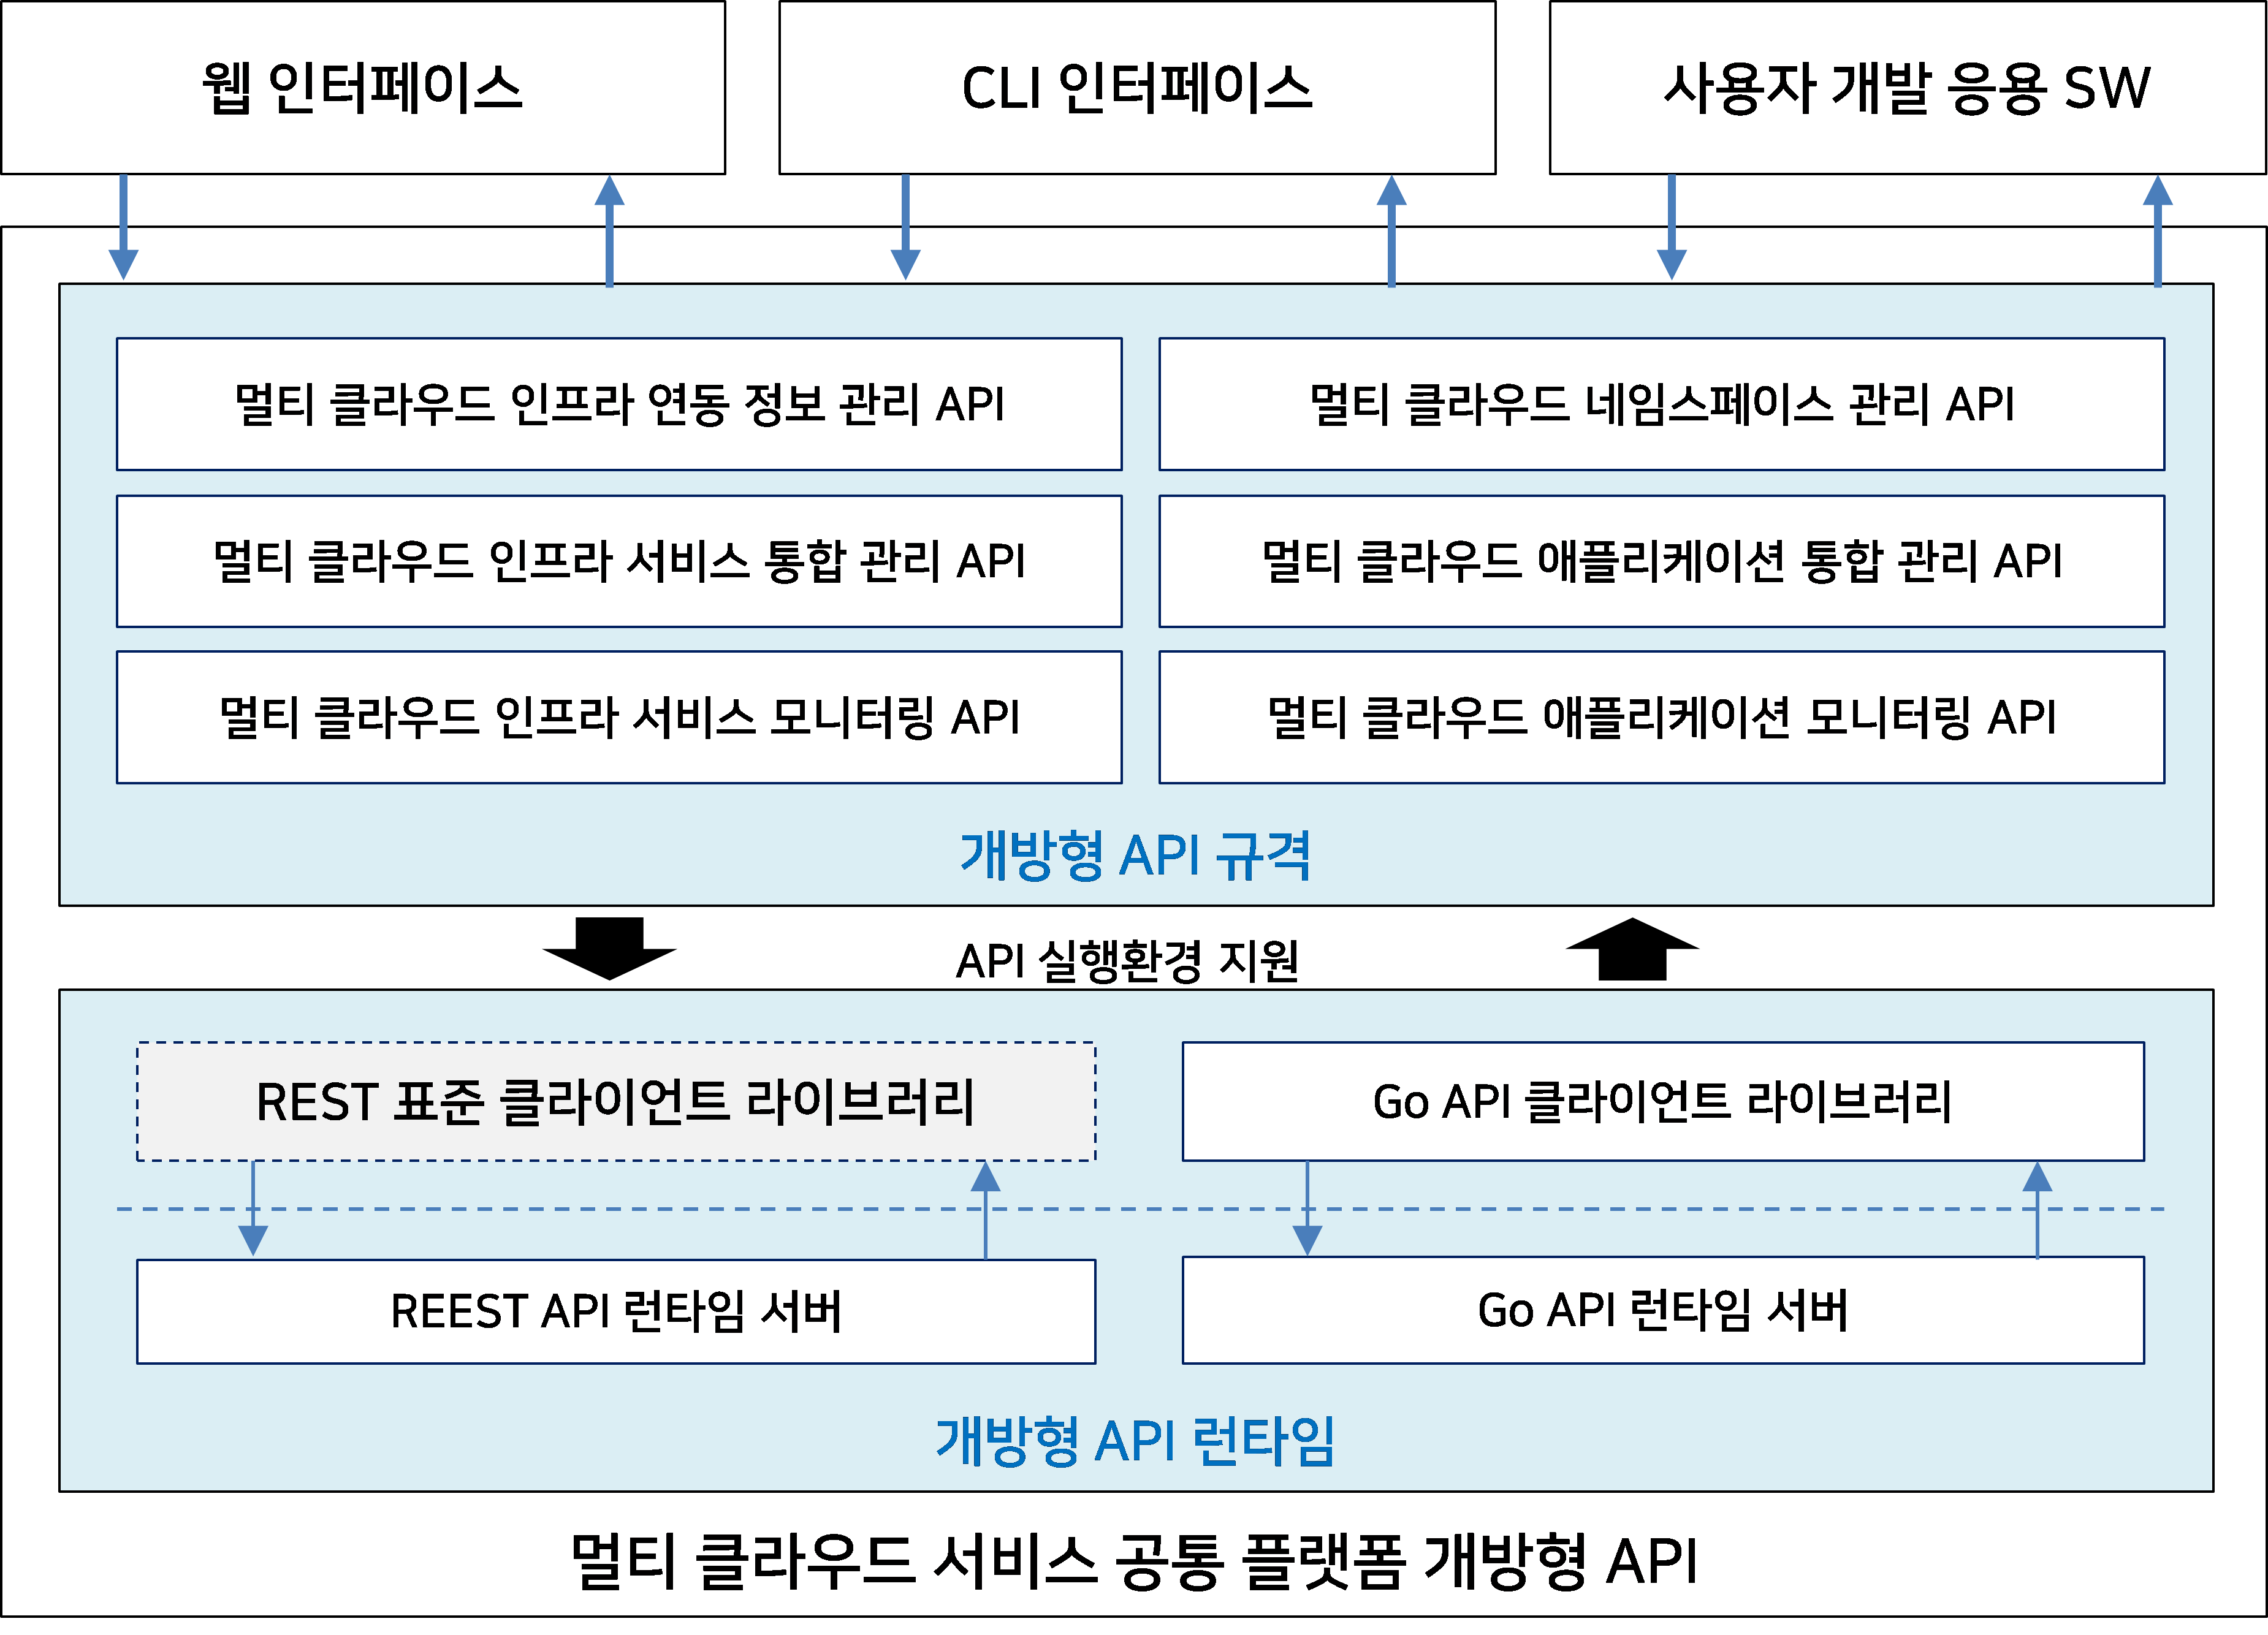 웹 인터페이스
CLI 인터페이스
사용자 개발 응용 SW
멀티 클라우드 인프라 연동 정보 관리 API
멀티 클라우드 네임스페이스 관리 API
멀티 클라우드 인프라 서비스 통합 관리 API
멀티 클라우드 애플리케이션 통합 관리 API
멀티 클라우드 인프라 서비스 모니터링 API
멀티 클라우드 애플리케이션 모니터링 API
개방형 API 규격
API 실행환경 지원
REST 표준 클라이언트 라이브러리
Go API 클라이언트 라이브러리
REEST API 런타임 서버
Go API 런타임 서버
개방형 API 런타임
멀티 클라우드 서비스 공통 플랫폼 개방형 API